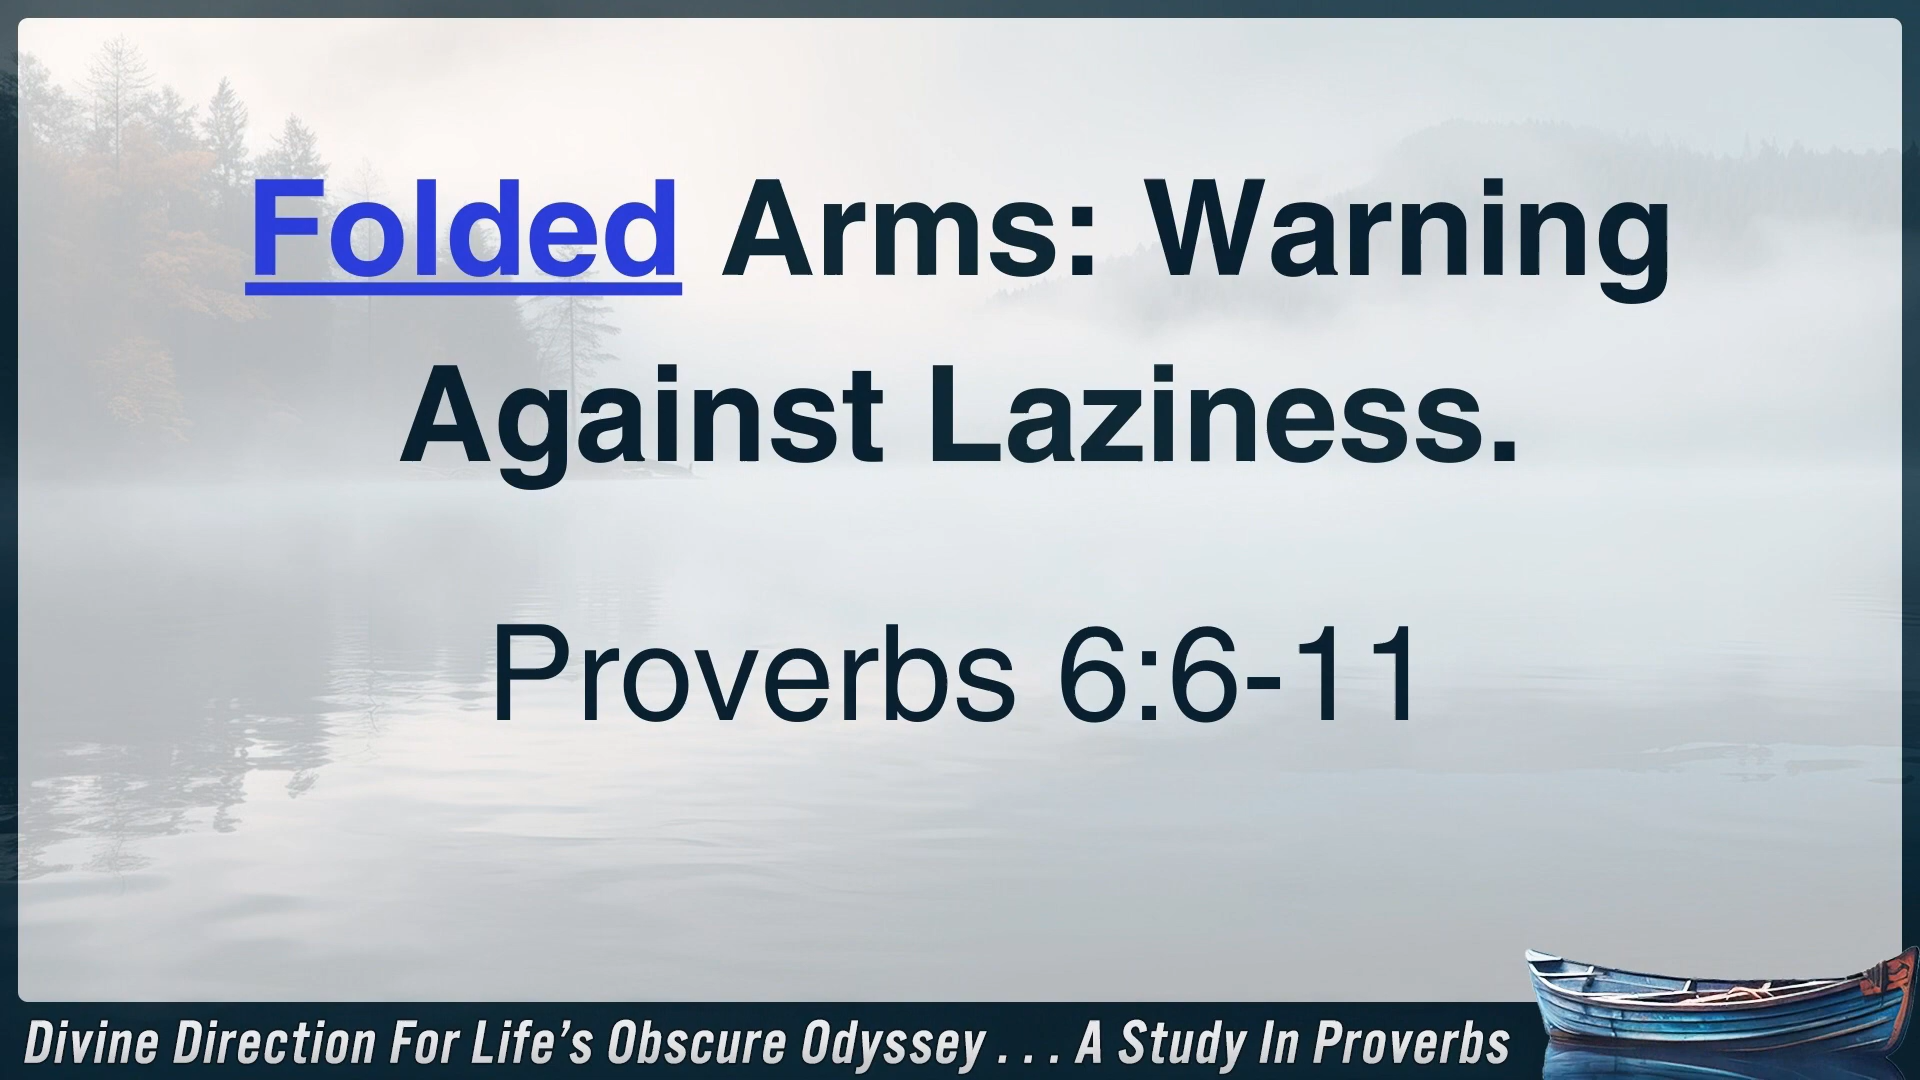 Folded Arms: Warning
Against Laziness.
Proverbs 6:6-11
Divine Direction For Life’s Obscure Odyssey . . . A Study In Proverbs